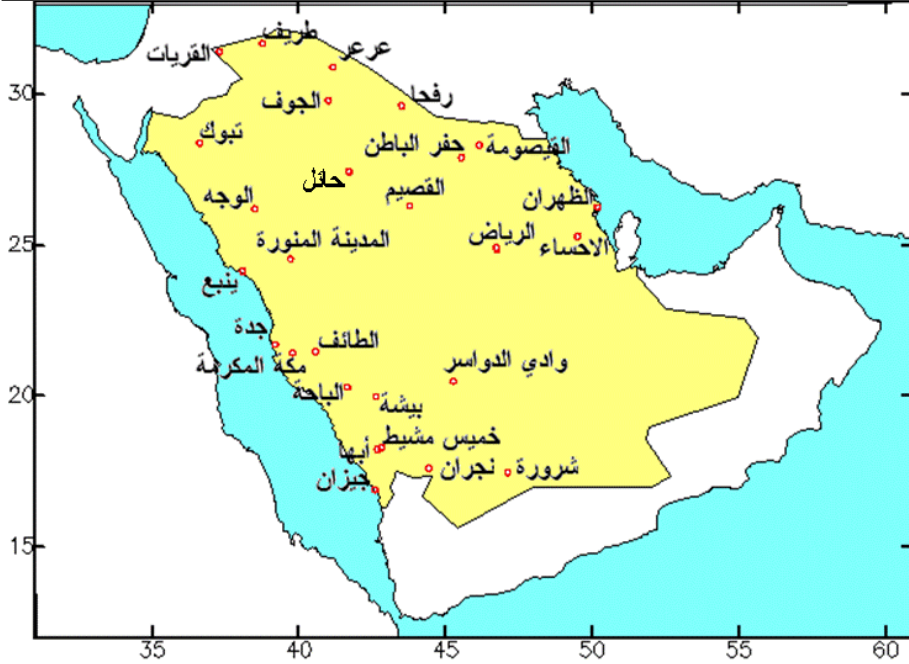 طريف
القريات
عرعر
30
الجوف
رفحا
تبوك
حفر الباطن
القيصومة
حائل
القصيم
الوجه
الظهران
الرياض
25
المدينة المنورة
الاحساء
ينبع
جدة
الطائف
مكة المكرمة
وادي الدواسر
20
الباحة
بيشة
خميس مشيط
أبها
نجران
شرورة
جيزان
15
35 40 45 50 55 60